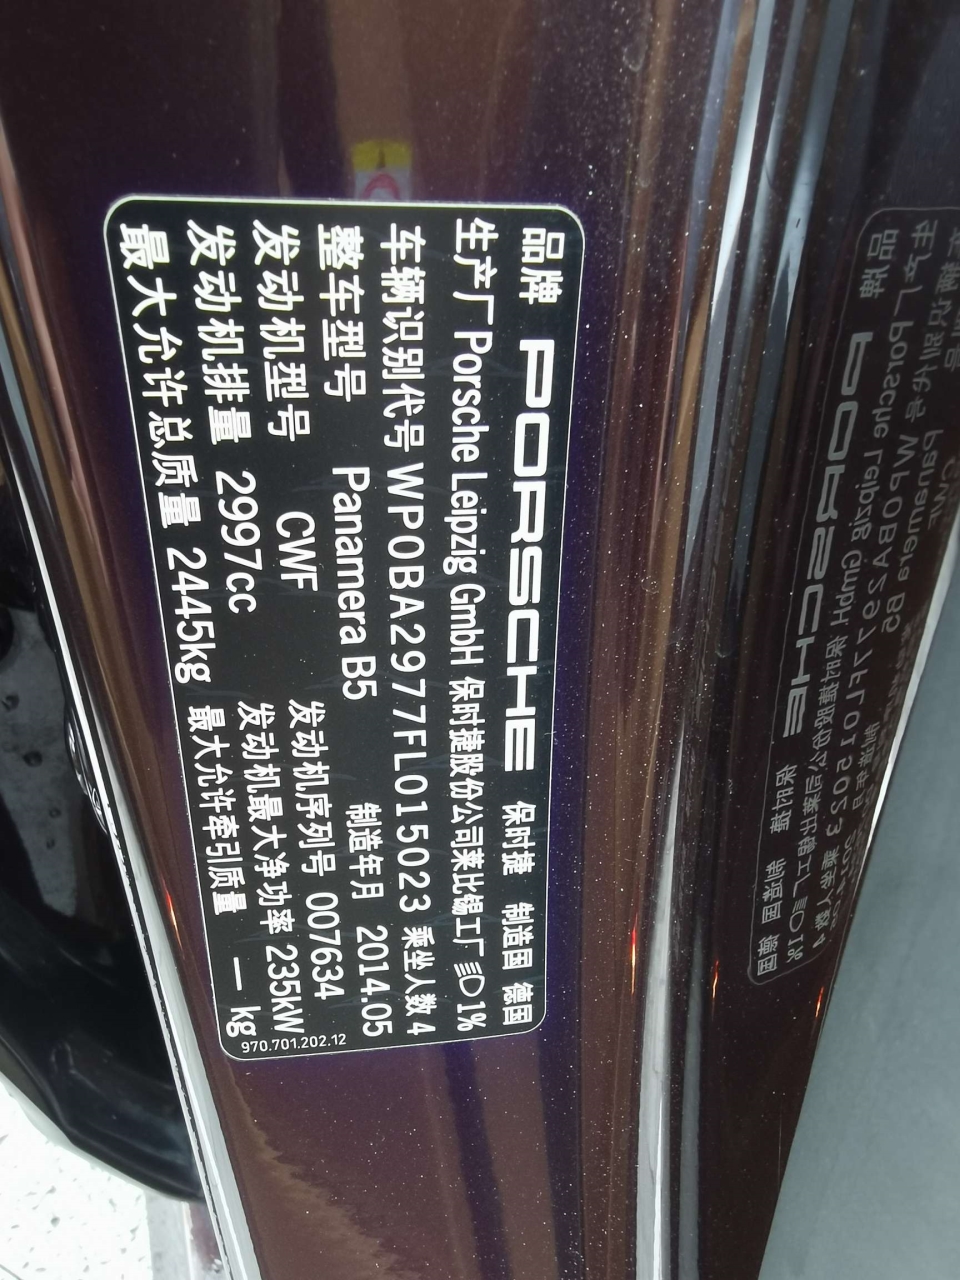 品牌 PORSCHE 保时捷 制造国 德国
生产厂 Porsche Leipzig GmbH 保时捷股份公司莱比锡工厂 1%
车辆识别代号 WP0BA2977FL015023 乘坐人数 4
整车型号 Panamera B5 制造年月 2014.05
发动机型号 CWF 发动机序列号 007634
发动机排量 2997cc 发动机最大净功率 235kW
最大允许总质量 2445kg 最大允许牵引质量 — kg
970.701.202.12